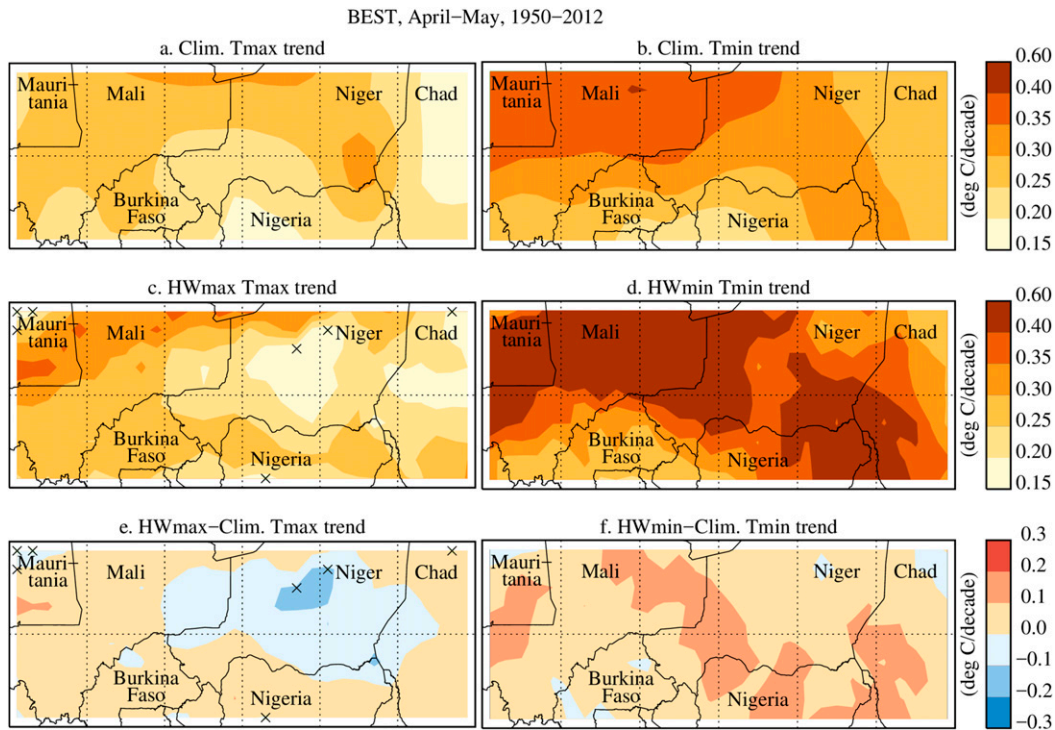 BEST, April−May, 1950−2012
a. Clim. Tmax trend
b. Clim. Tmin trend
Mauri−
tania
Mali
Niger
Chad
Burkina
Faso
Nigeria
Mauri−
tania
Mali
Niger
Chad
Burkina
Faso
Nigeria
0.60
0.40
0.35
0.30
0.25
0.20
0.15
(deg C/decade)
c. HWmax Tmax trend
d. HWmin Tmin trend
Mauri−
tania
Mali
Niger
Chad
Burkina
Faso
Nigeria
Mauri−
tania
Mali
Niger
Chad
Burkina
Faso
Nigeria
0.60
0.40
0.35
0.30
0.25
0.20
0.15
(deg C/decade)
e. HWmax−Clim. Tmax trend
f. HWmin−Clim. Tmin trend
Mauri−
tania
Mali
Niger
Chad
Burkina
Faso
Nigeria
Mauri−
tania
Mali
Niger
Chad
Burkina
Faso
Nigeria
0.3
0.2
0.1
0.0
−0.1
−0.2
−0.3
(deg C/decade)